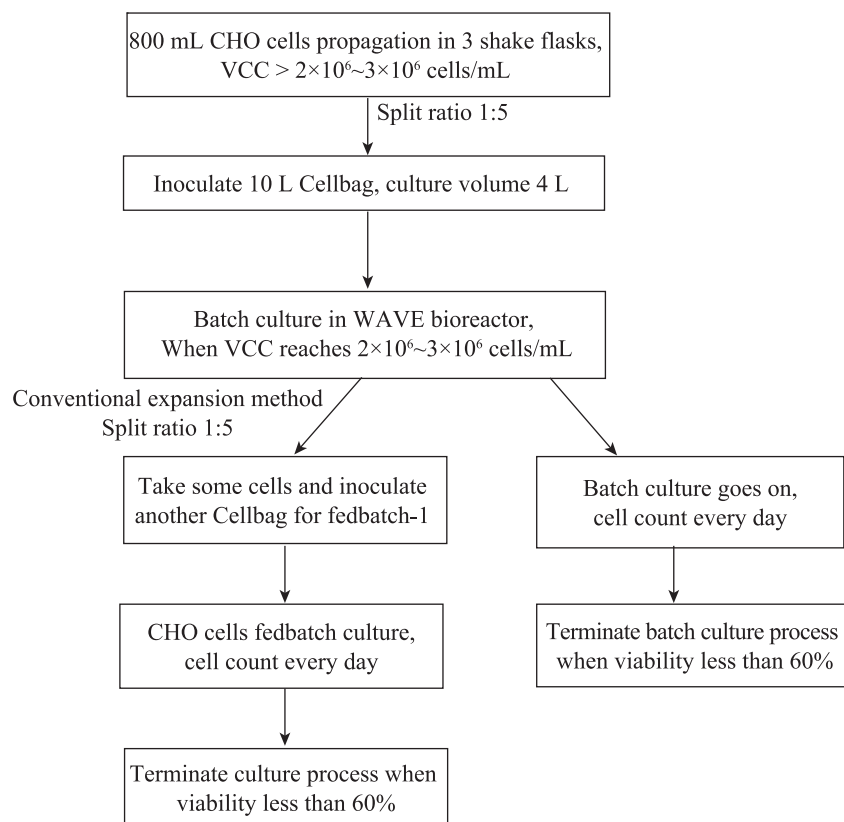 800 mL CHO cells propagation in 3 shake flasks,
VCC > 2×10⁶~3×10⁶ cells/mL
Split ratio 1:5
Inoculate 10 L Cellbag, culture volume 4 L
Batch culture in WAVE bioreactor,
When VCC reaches 2×10⁶~3×10⁶ cells/mL
Conventional expansion method
Split ratio 1:5
Take some cells and inoculate
another Cellbag for fedbatch-1
CHO cells fedbatch culture,
cell count every day
Terminate culture process when
viability less than 60%
Batch culture goes on,
cell count every day
Terminate batch culture process
when viability less than 60%